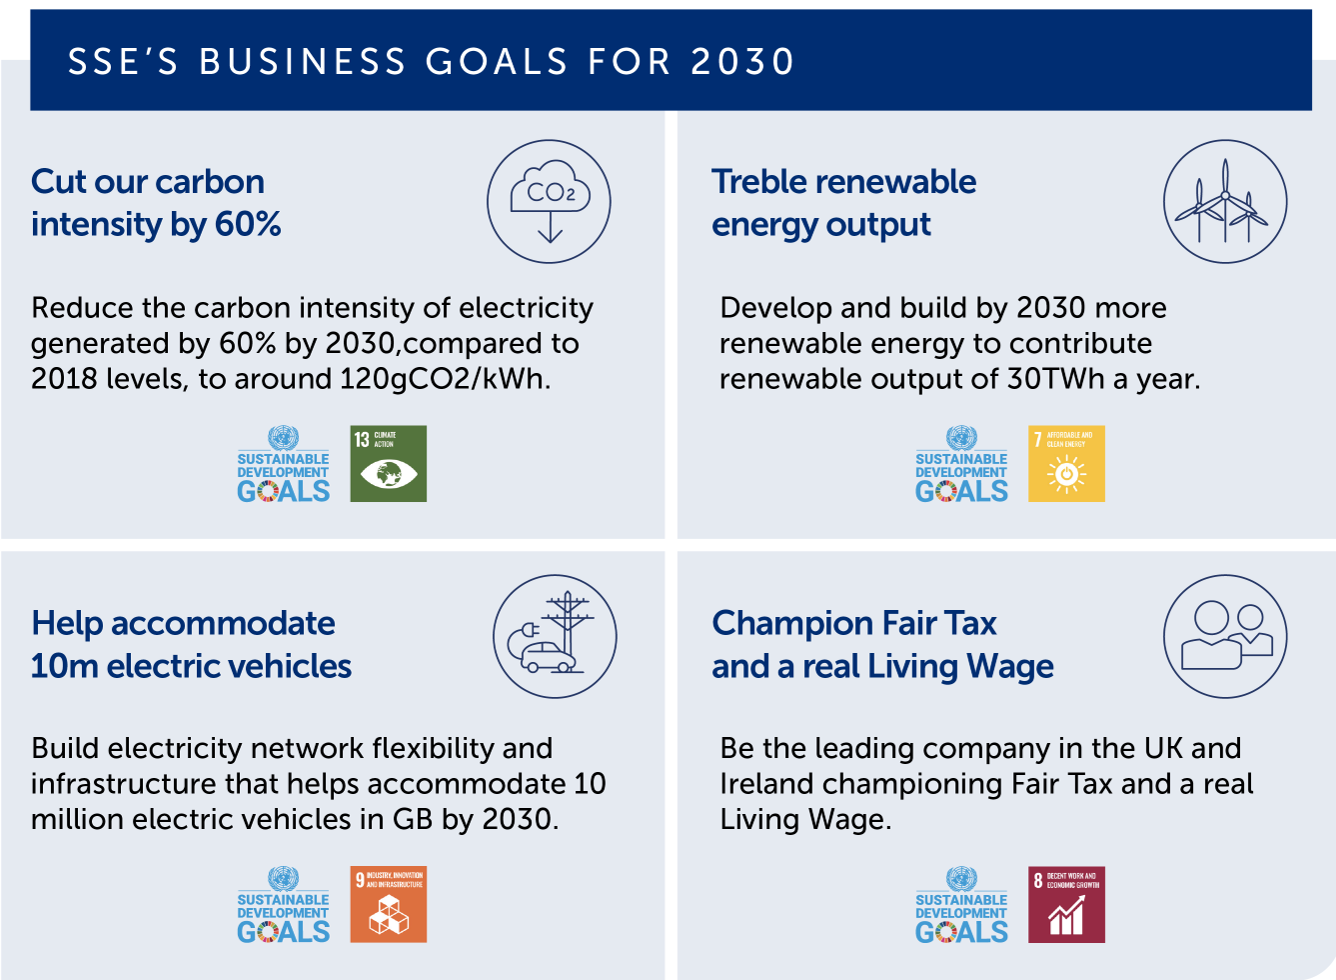 SSE’S BUSINESS GOALS FOR 2030
Cut our carbon
intensity by 60%
CO2
Reduce the carbon intensity of electricity
generated by 60% by 2030,compared to
2018 levels, to around 120gCO2/kWh.
SUSTAINABLE
DEVELOPMENT
GOALS
13 CLIMATE
ACTION
Treble renewable
energy output
Develop and build by 2030 more
renewable energy to contribute
renewable output of 30TWh a year.
SUSTAINABLE
DEVELOPMENT
GOALS
7 AFFORDABLE AND
CLEAN ENERGY
Help accommodate
10m electric vehicles
Build electricity network flexibility and
infrastructure that helps accommodate 10
million electric vehicles in GB by 2030.
SUSTAINABLE
DEVELOPMENT
GOALS
9 INDUSTRY, INNOVATION
AND INFRASTRUCTURE
Champion Fair Tax
and a real Living Wage
Be the leading company in the UK and
Ireland championing Fair Tax and a real
Living Wage.
SUSTAINABLE
DEVELOPMENT
GOALS
8 DECENT WORK AND
ECONOMIC GROWTH